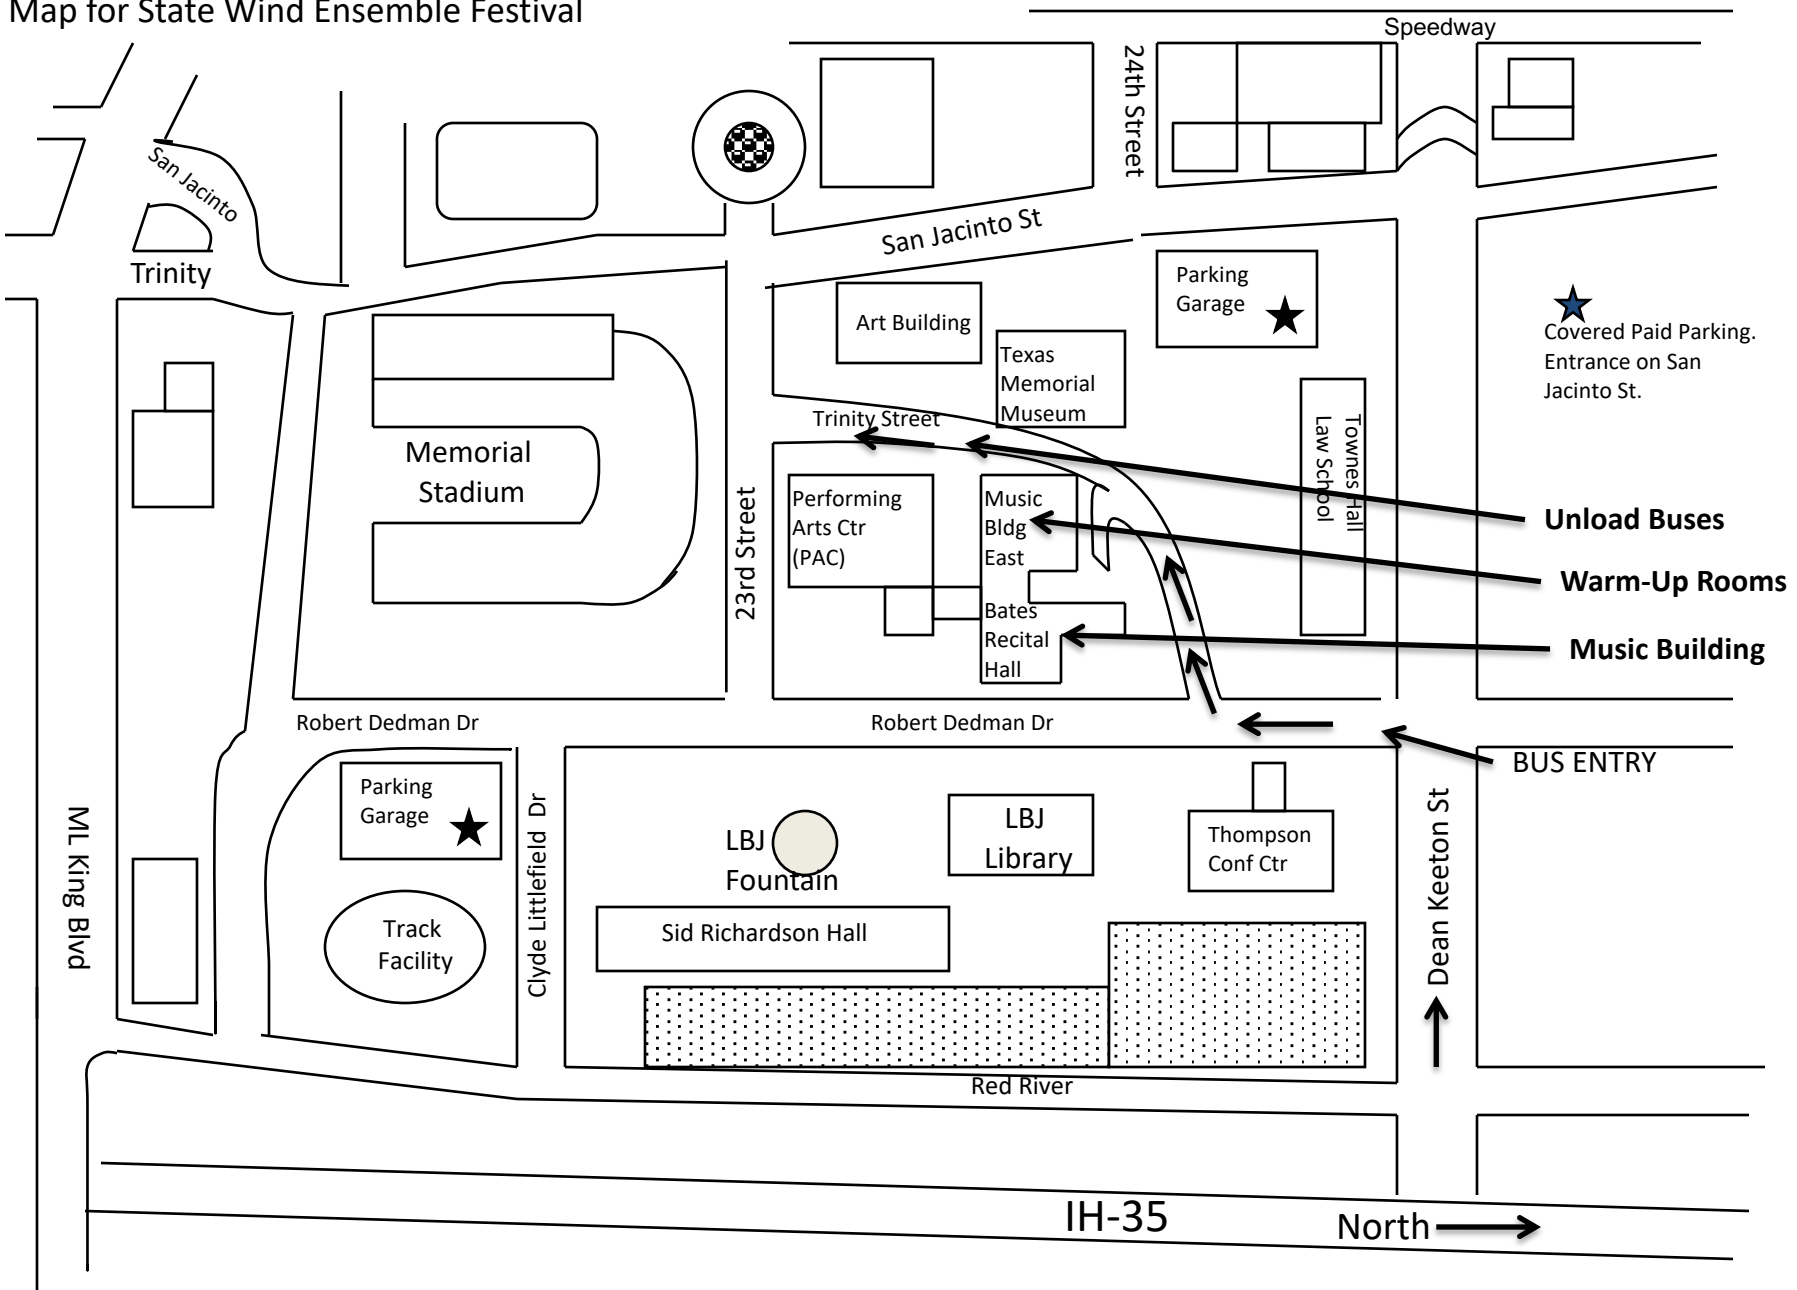 Map for State Wind Ensemble Festival
Speedway
24th Street
San Jacinto
San Jacinto St
Trinity
Parking
Garage
Art Building
Texas
Memorial
Museum
Covered Paid Parking.
Entrance on San
Jacinto St.
Trinity Street
Townes Hall
Law School
Memorial
Stadium
23rd Street
Performing
Arts Ctr
(PAC)
Music
Bldg
East
Unload Buses
Warm-Up Rooms
Bates
Recital
Hall
Music Building
Robert Dedman Dr
Robert Dedman Dr
BUS ENTRY
Parking
Garage
Clyde Littlefield Dr
LBJ
Fountain
LBJ
Library
Thompson
Conf Ctr
Dean Keeton St
ML King Blvd
Track
Facility
Sid Richardson Hall
Red River
IH-35
North